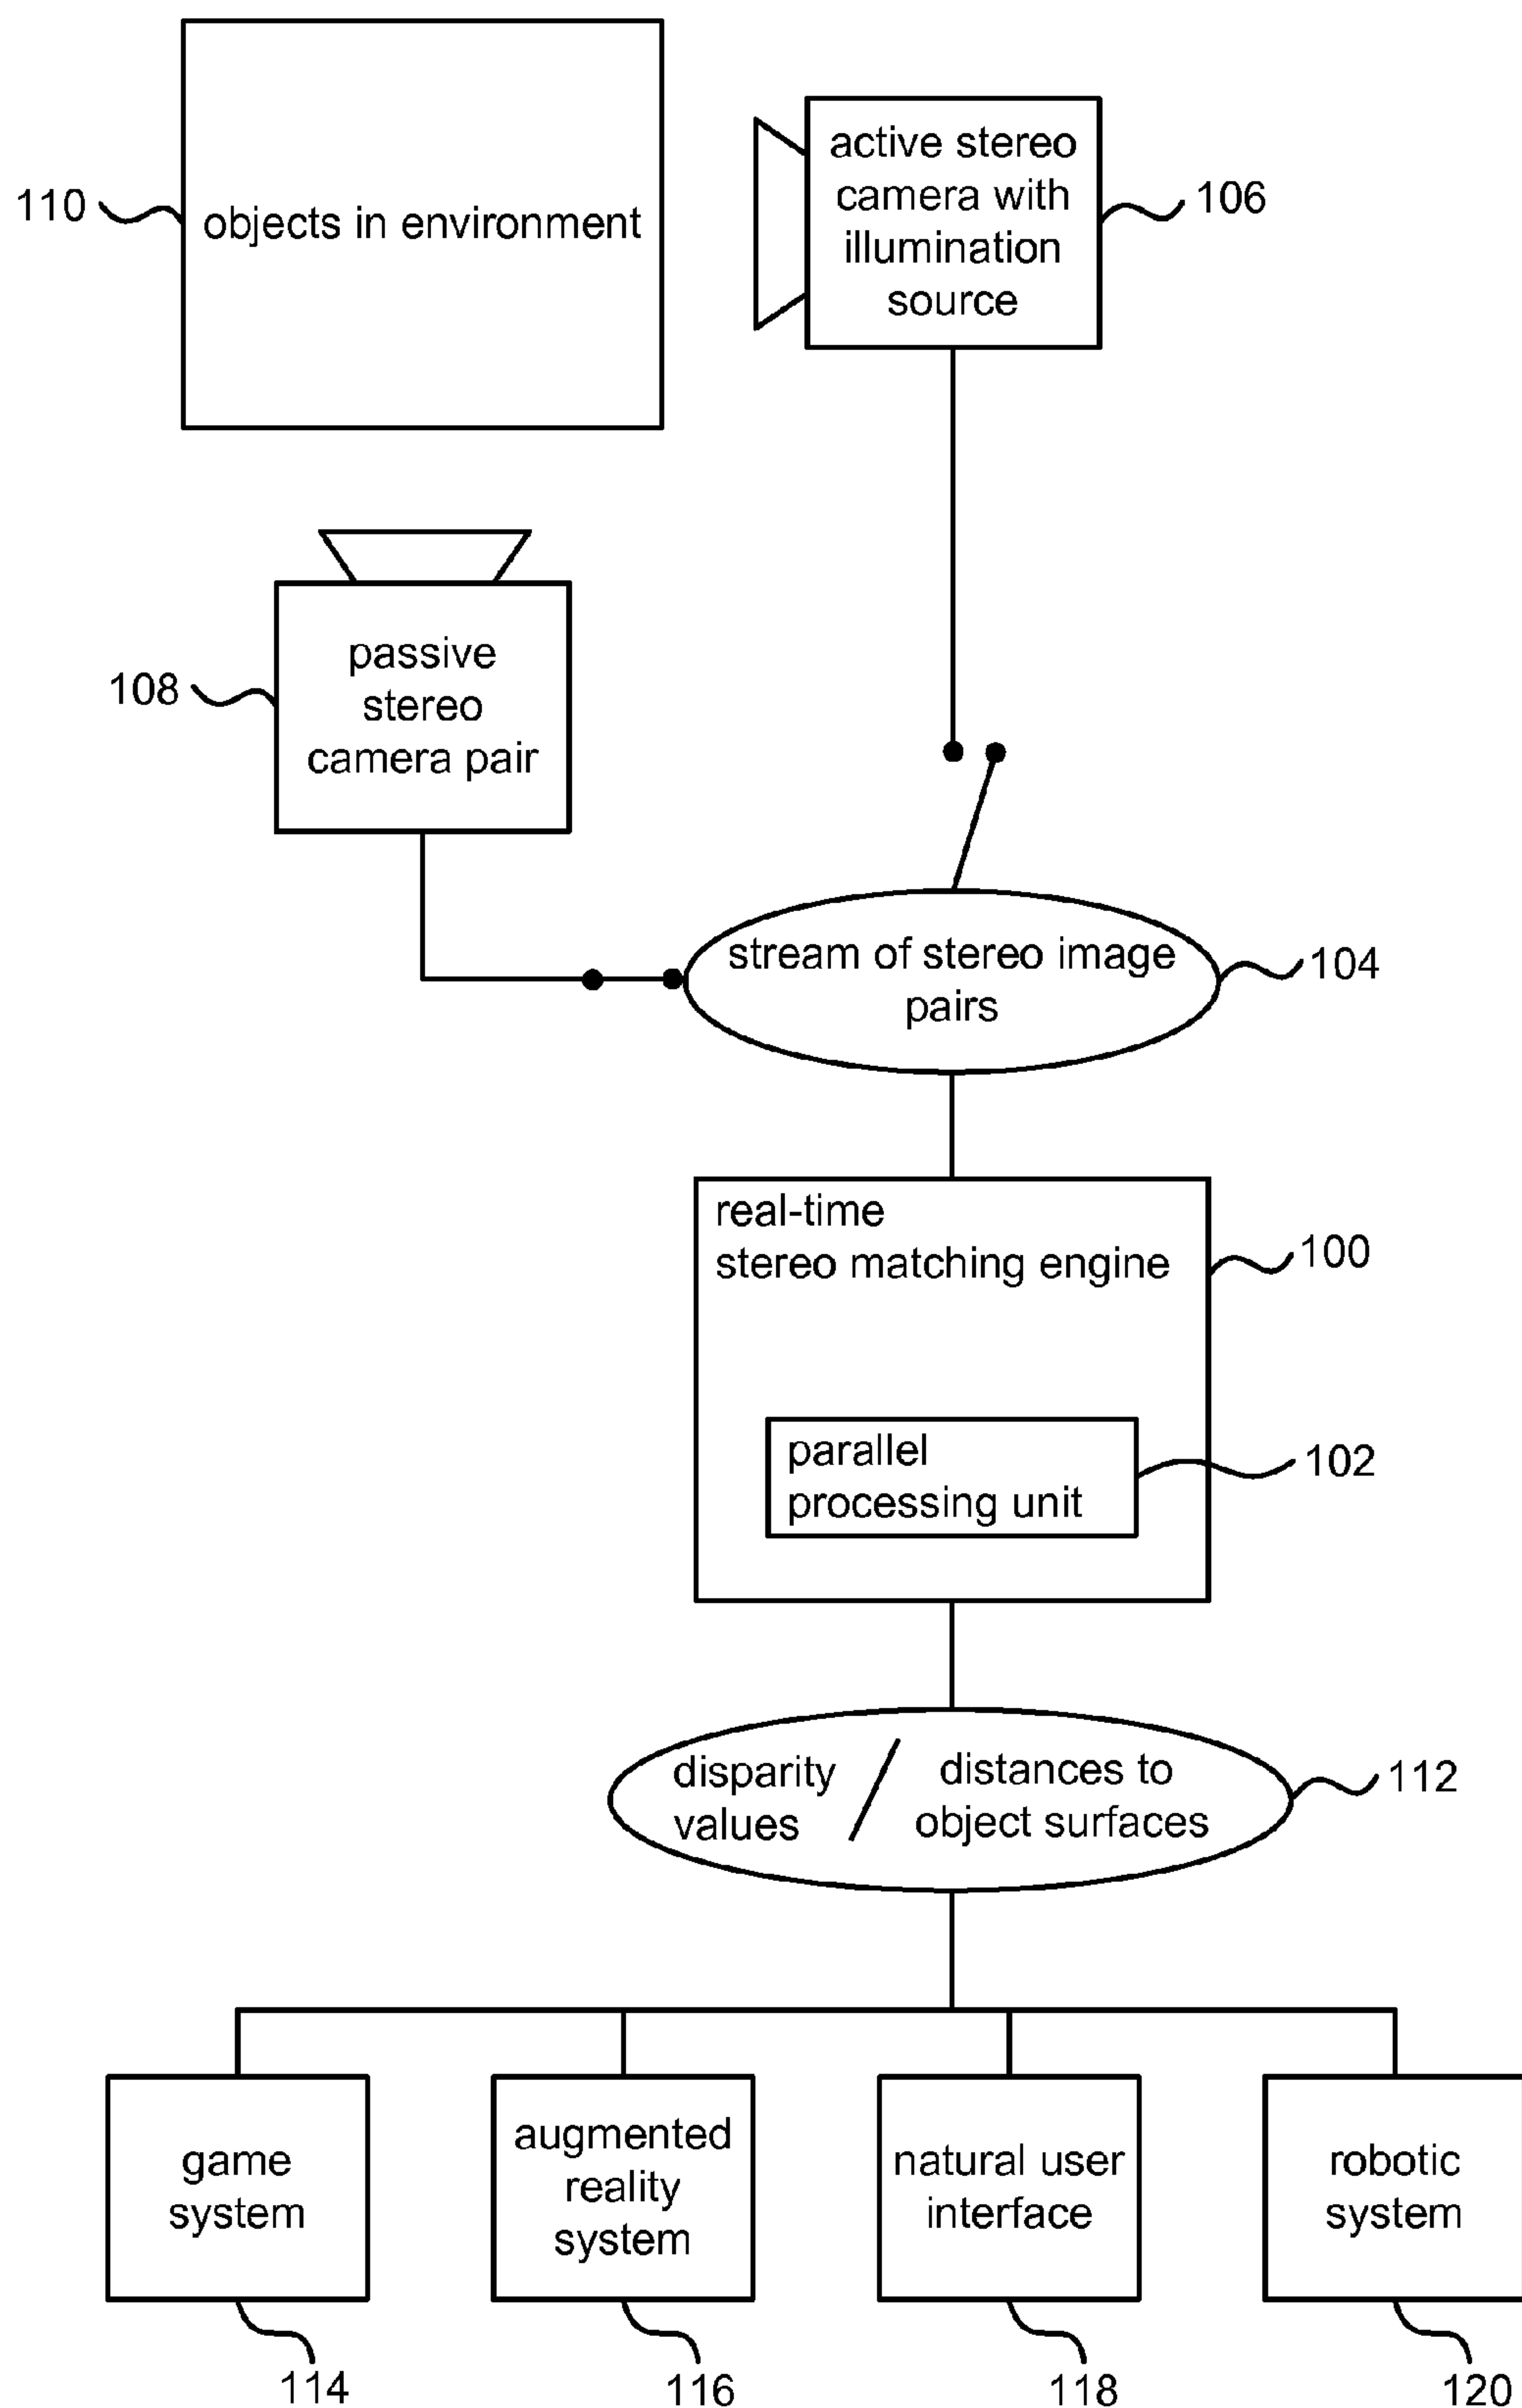 110
objects in environment
active stereo
camera with
illumination
source
106
108
passive
stereo
camera pair
stream of stereo image
pairs
104
real-time
stereo matching engine
100
parallel
processing unit
102
disparity
values
/
distances to
object surfaces
112
game
system
augmented
reality
system
natural user
interface
robotic
system
114
116
118
120